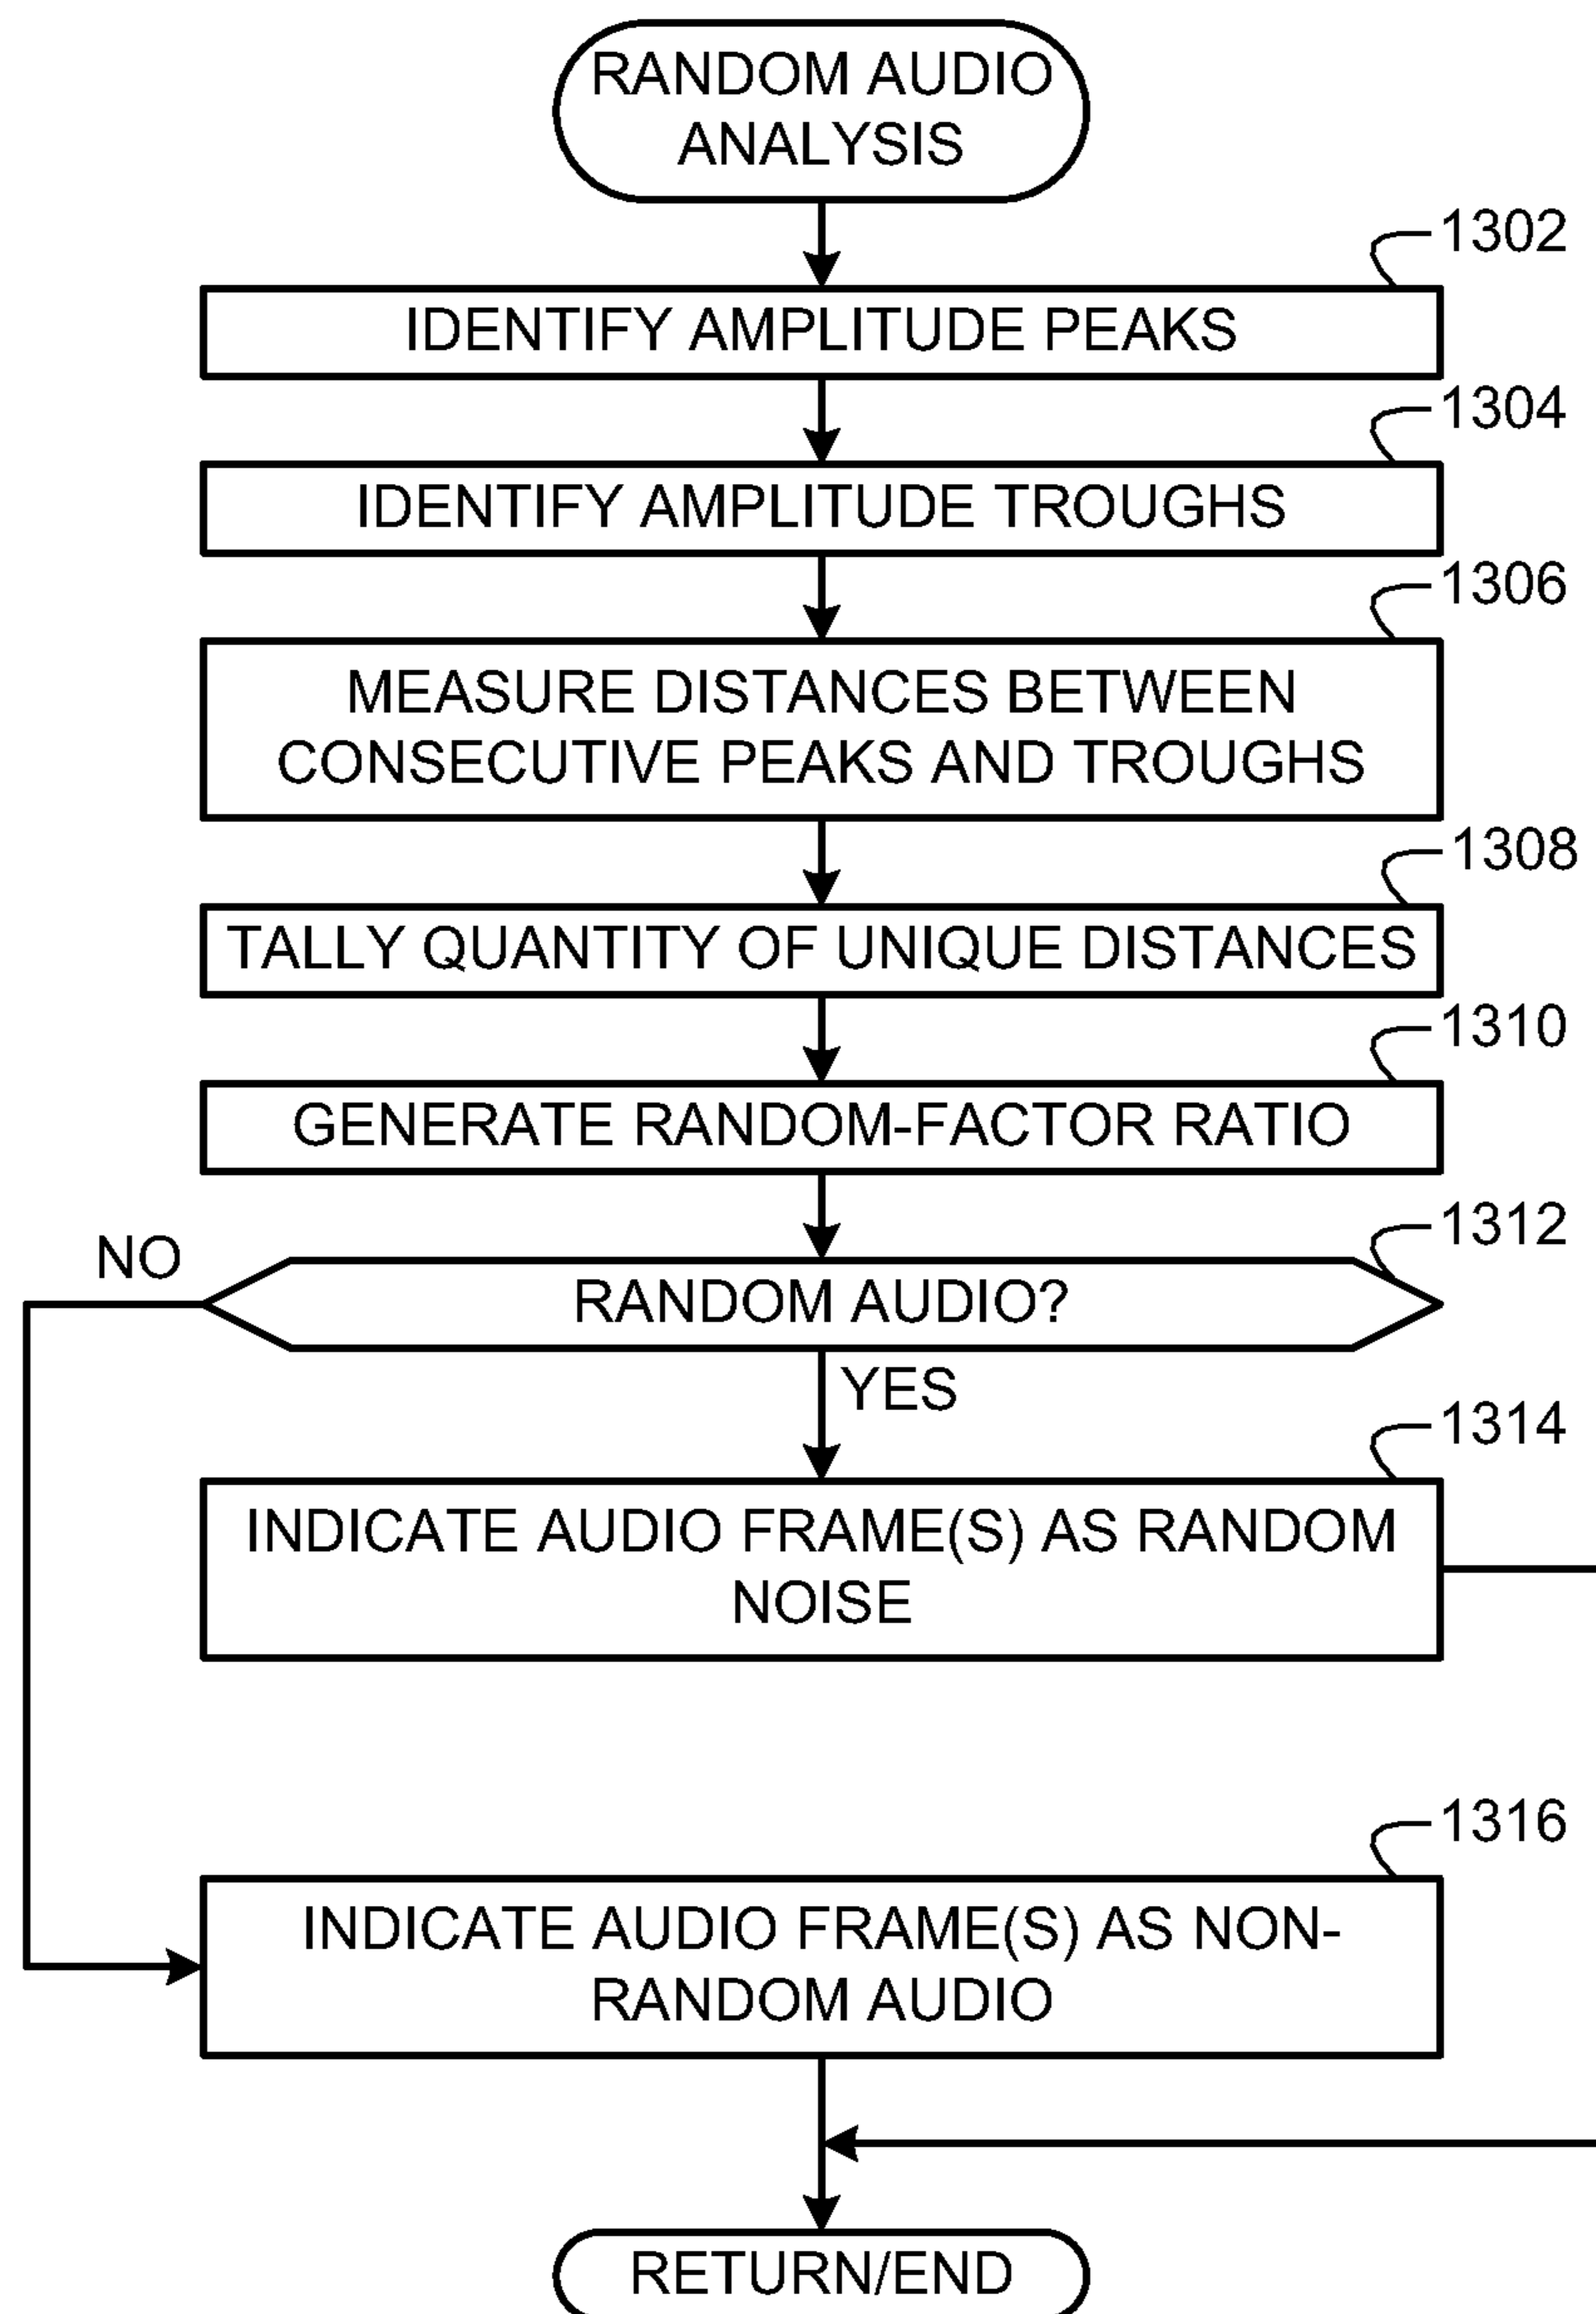 RANDOM AUDIO
ANALYSIS
1302
IDENTIFY AMPLITUDE PEAKS
1304
IDENTIFY AMPLITUDE TROUGHS
1306
MEASURE DISTANCES BETWEEN
CONSECUTIVE PEAKS AND TROUGHS
1308
TALLY QUANTITY OF UNIQUE DISTANCES
1310
GENERATE RANDOM-FACTOR RATIO
1312
NO
RANDOM AUDIO?
YES
1314
INDICATE AUDIO FRAME(S) AS RANDOM
NOISE
1316
INDICATE AUDIO FRAME(S) AS NON-
RANDOM AUDIO
RETURN/END